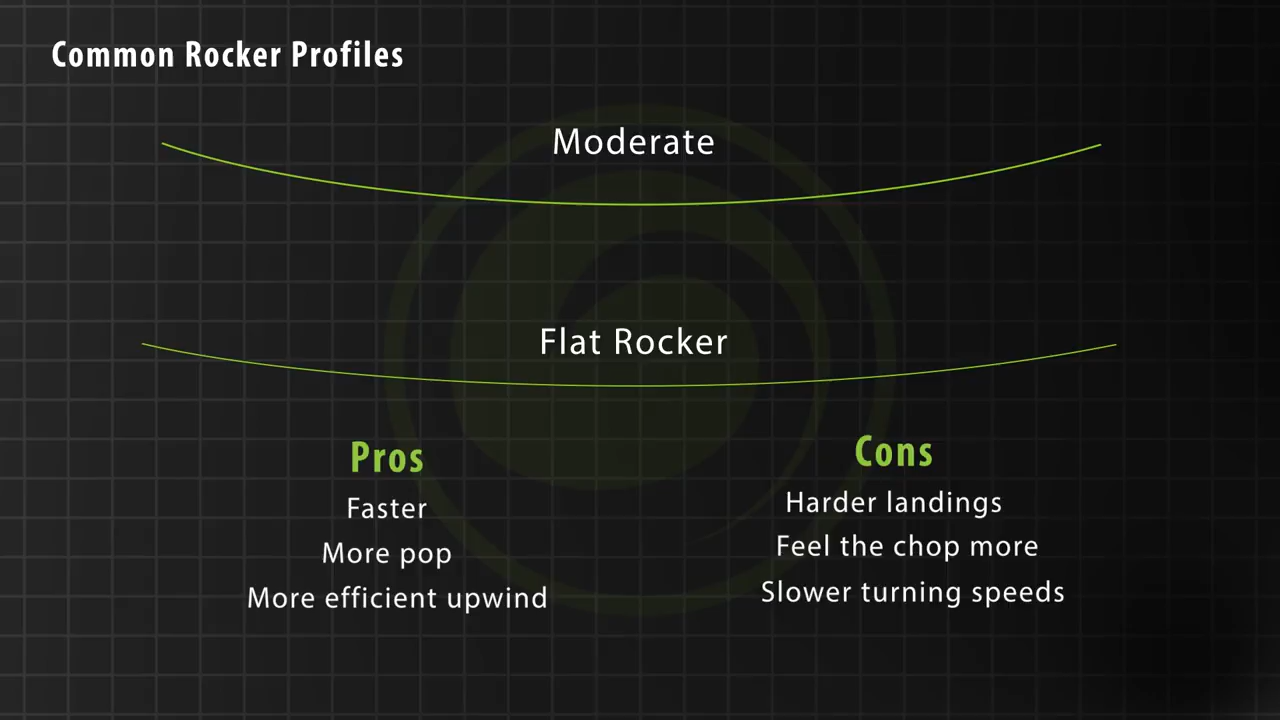 Common Rocker Profiles
Moderate
Flat Rocker
Pros
Faster
More pop
More efficient upwind
Cons
Harder landings
Feel the chop more
Slower turning speeds